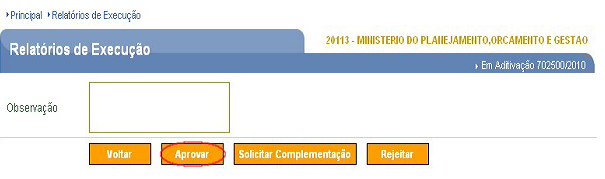 Principal Relatórios de Execução
20113 - MINISTERIO DO PLANEJAMENTO,ORCAMENTO E GESTAO
Relatórios de Execução
Em Aditivação 702500/2010
Observação
Voltar Aprovar Solicitar Complementação Rejeitar